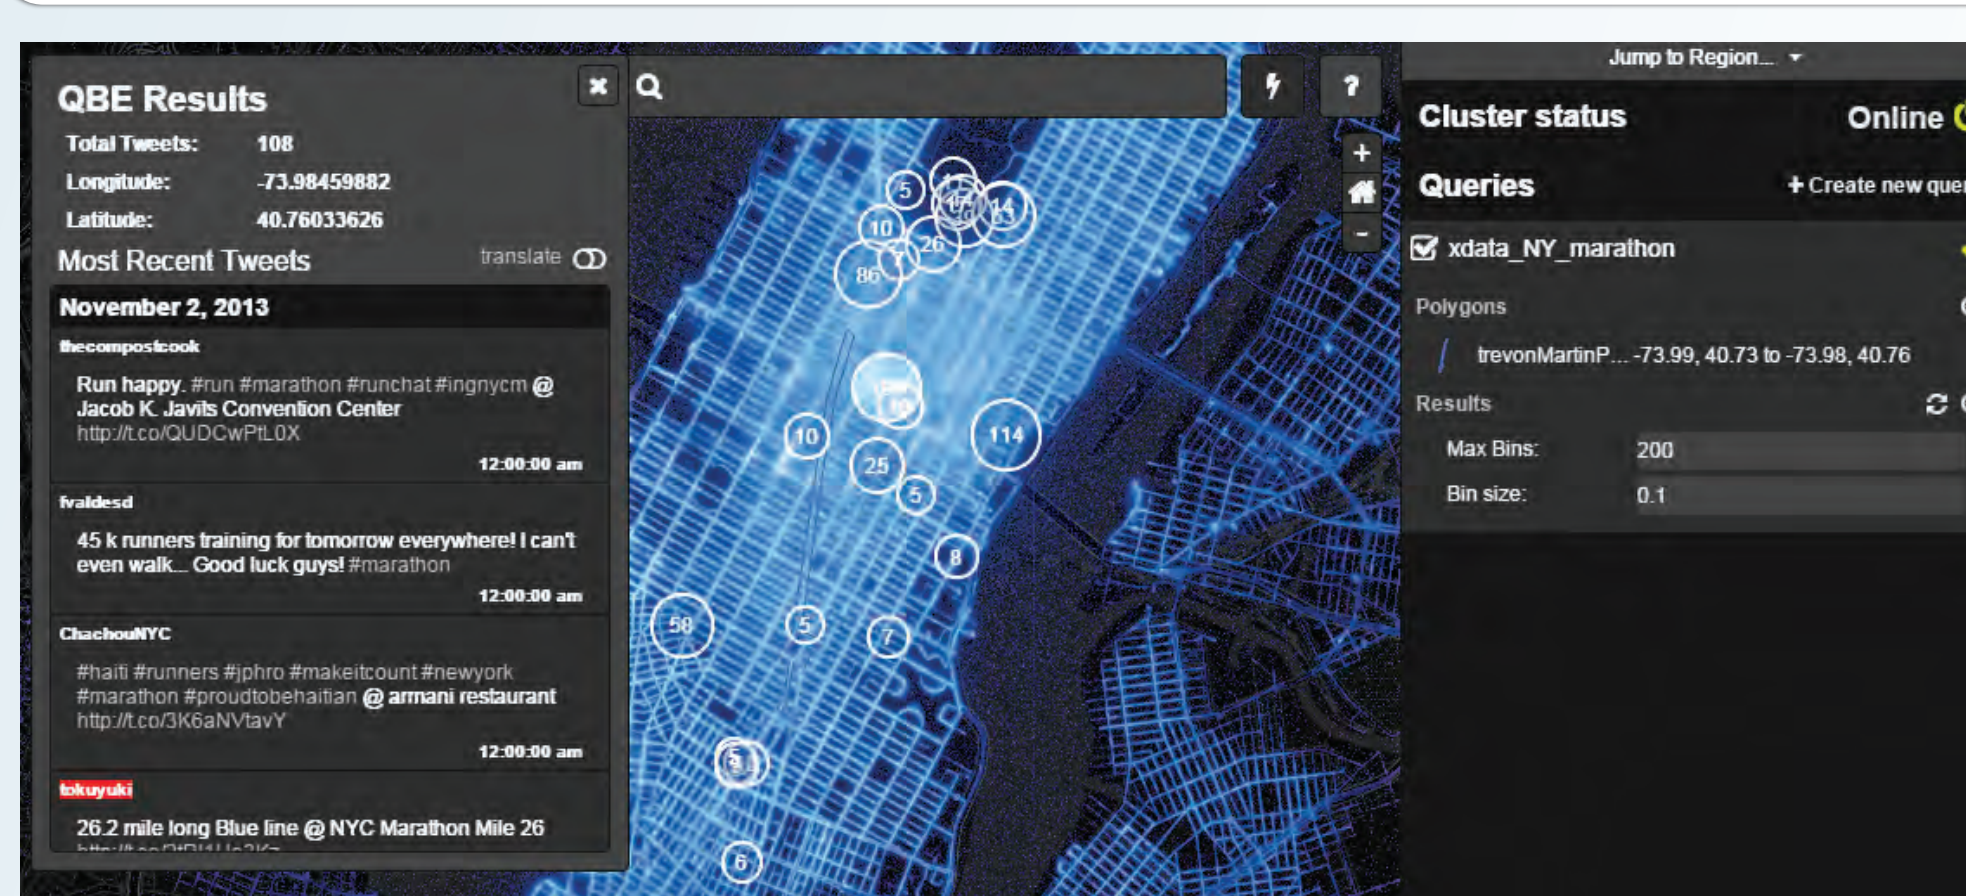 QBE Results
Total Tweets: 108
Longitude: -73.98459882
Latitude: 40.76033626
Most Recent Tweets translate
November 2, 2013
thecompostcook
Run happy. #run #marathon #runchat #ingnycm @
Jacob K. Javits Convention Center
http://t.co/QUDCwPtL0X
12:00:00 am
fvaldesd
45 k runners training for tomorrow everywhere! I can't
even walk... Good luck guys! #marathon
12:00:00 am
ChachouNYC
#haiti #runners #jphro #makeitcount #newyork
#marathon #proudtobehaitian @ armani restaurant
http://t.co/3K6aNVtavY
12:00:00 am
tokuyuki
26.2 mile long Blue line @ NYC Marathon Mile 26
?
+
-
5
14
10
26
86
10
114
25
5
8
58
5
7
5
6
Jump to Region...
Cluster status Online
Queries + Create new quer
xdata_NY_marathon
Polygons
trevonMartinP... -73.99, 40.73 to -73.98, 40.76
Results
Max Bins: 200
Bin size: 0.1